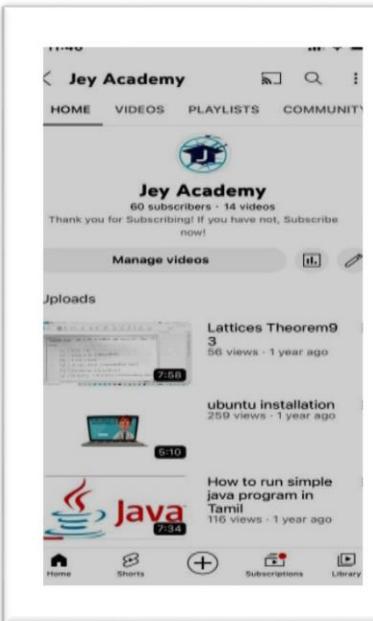 11:46
Jey Academy
HOME VIDEOS PLAYLISTS COMMUNITY
J
Jey Academy
60 subscribers · 14 videos
Thank you for Subscribing! If you have not, Subscribe
now!
Manage videos
Uploads
Lattices Theorem9
3
56 views · 1 year ago
7:58
ubuntu installation
259 views · 1 year ago
5:10
How to run simple
java program in
Tamil
116 views · 1 year ago
Java
7:34
Home Shorts Subscriptions Library